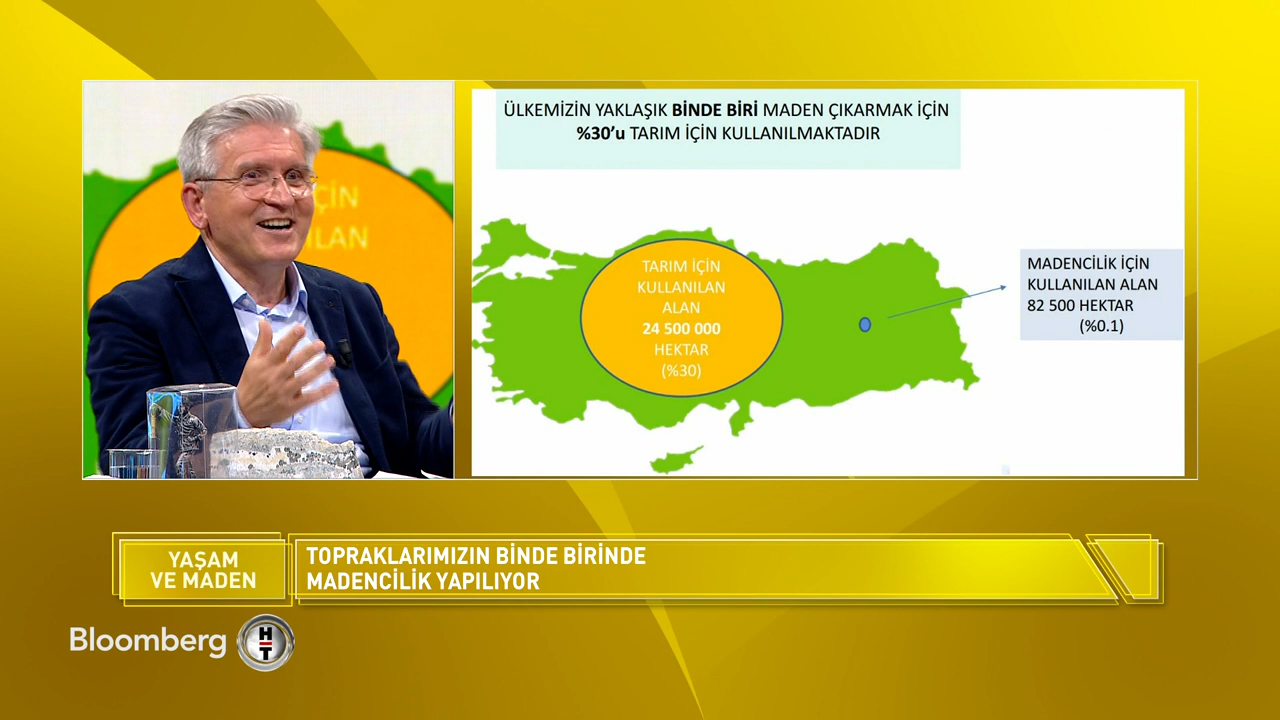 ÇİN
LAN
ÜLKEMİZİN YAKLAŞIK BİNDE BİRİ MADEN ÇIKARMAK İÇİN
%30’u TARIM İÇİN KULLANILMAKTADIR
TARIM İÇİN
KULLANILAN
ALAN
24 500 000
HEKTAR
(%30)
MADENCİLİK İÇİN
KULLANILAN ALAN
82 500 HEKTAR
(%0.1)
YAŞAM
VE MADEN
TOPRAKLARIMIZIN BİNDE BİRİNDE
MADENCİLİK YAPILIYOR
Bloomberg HT